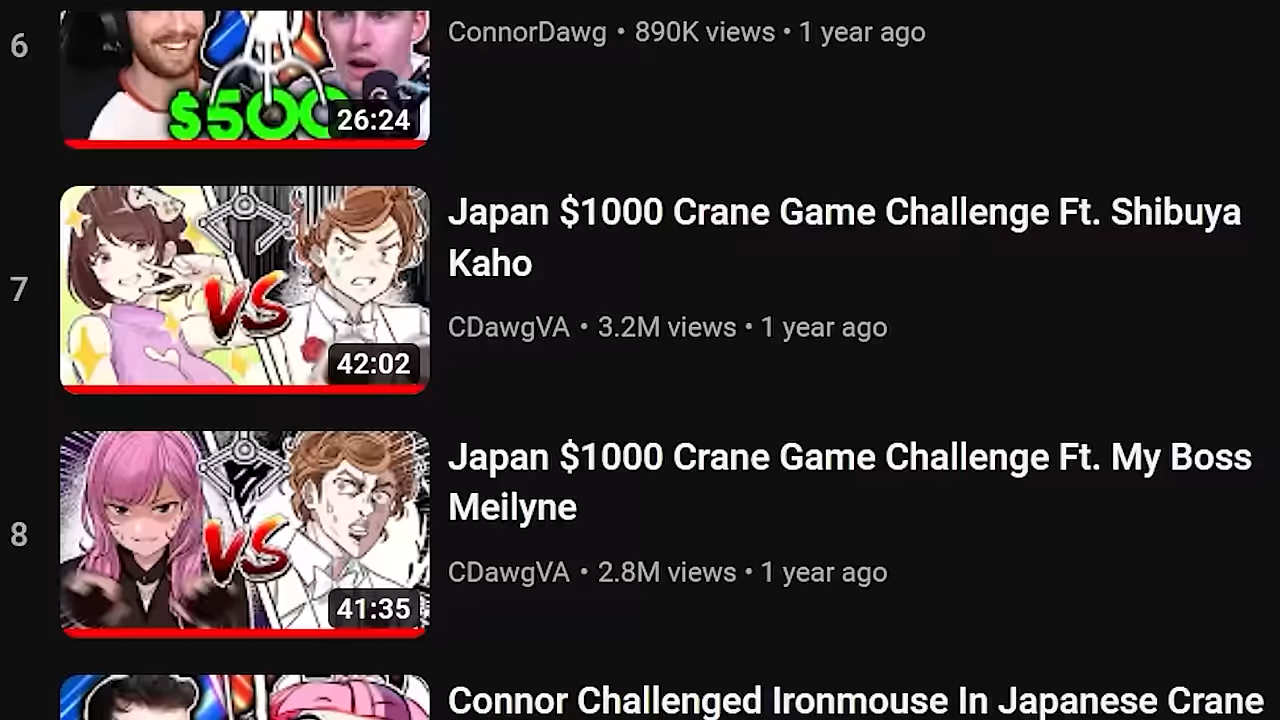 6
ConnorDawg • 890K views • 1 year ago
$500
26:24
Japan $1000 Crane Game Challenge Ft. Shibuya
Kaho
7
VS
CDawgVA • 3.2M views • 1 year ago
42:02
Japan $1000 Crane Game Challenge Ft. My Boss
Meilyne
8
VS
CDawgVA • 2.8M views • 1 year ago
41:35
Connor Challenged Ironmouse In Japanese Crane